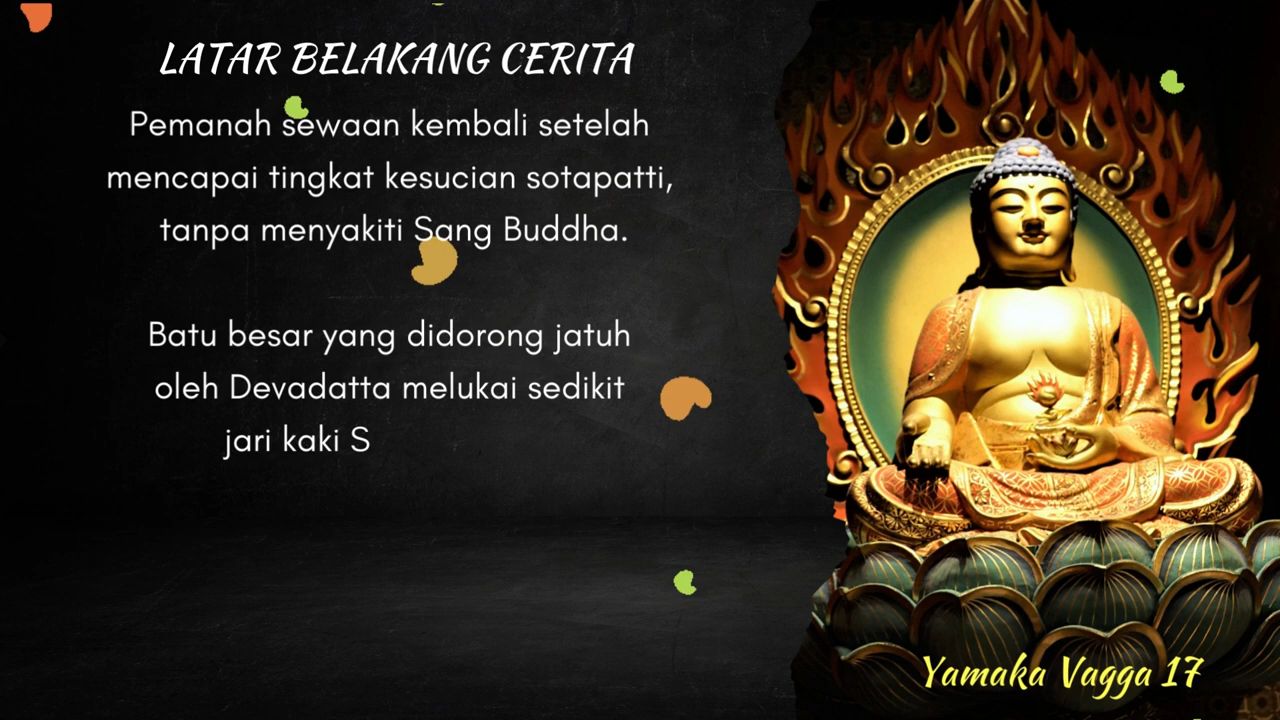 LATAR BELAKANG CERITA
Pemanah sewaan kembali setelah
mencapai tingkat kesucian sotapatti,
tanpa menyakiti Sang Buddha.
Batu besar yang didorong jatuh
oleh Devadatta melukai sedikit
jari kaki S
Yamaka Vagga 17